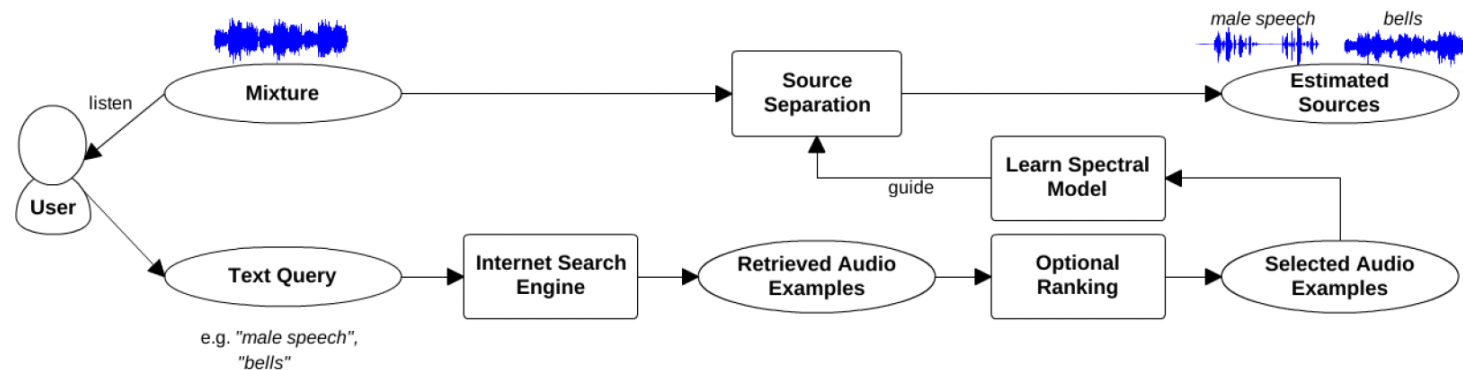 male speech
bells
listen
Mixture
Source
Separation
Estimated
Sources
Learn Spectral
Model
guide
User
Text Query
Internet Search
Engine
Retrieved Audio
Examples
Optional
Ranking
Selected Audio
Examples
e.g. "male speech",
"bells"